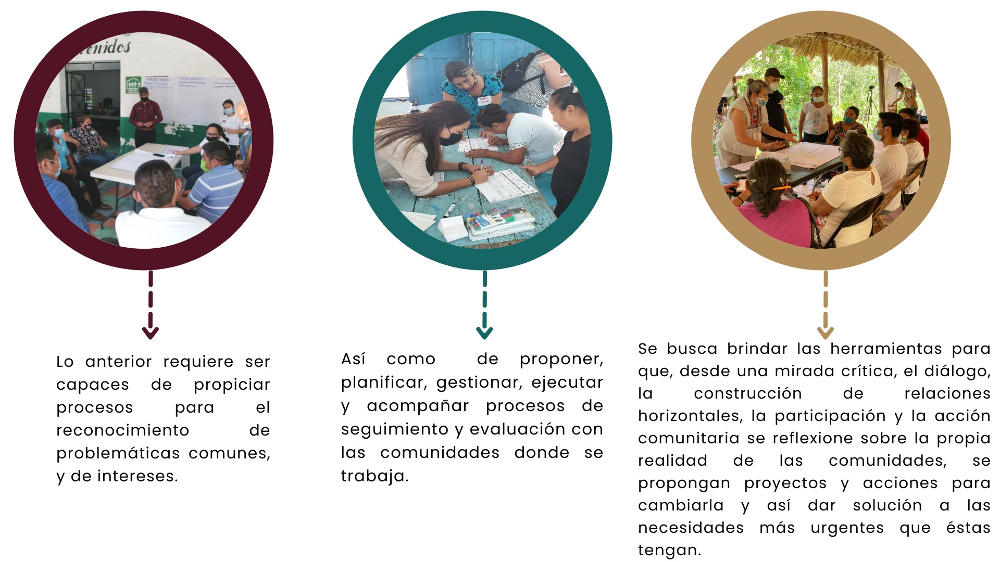 Lo anterior requiere ser
capaces de propiciar
procesos para el
reconocimiento de
problemáticas comunes,
y de intereses.
Así como de proponer,
planificar, gestionar, ejecutar
y acompañar procesos de
seguimiento y evaluación con
las comunidades donde se
trabaja.
Se busca brindar las herramientas para
que, desde una mirada crítica, el diálogo,
la construcción de relaciones
horizontales, la participación y la acción
comunitaria se reflexione sobre la propia
realidad de las comunidades, se
propongan proyectos y acciones para
cambiarla y así dar solución a las
necesidades más urgentes que éstas
tengan.